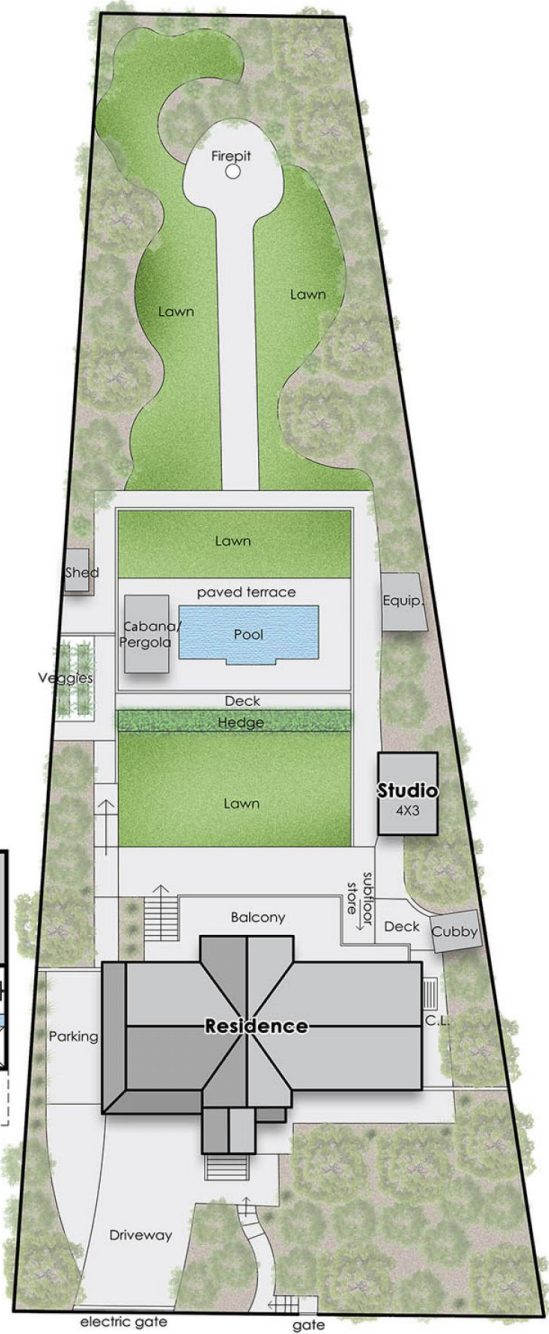 Firepit
Lawn
Lawn
Lawn
Shed
paved terrace
Cabana/
Pergola
Pool
Equip.
Veggies
Deck
Hedge
Studio
4X3
Lawn
subfloor
store
Balcony
Deck
Cubby
Residence
C.L.
Parking
Driveway
electric gate
gate